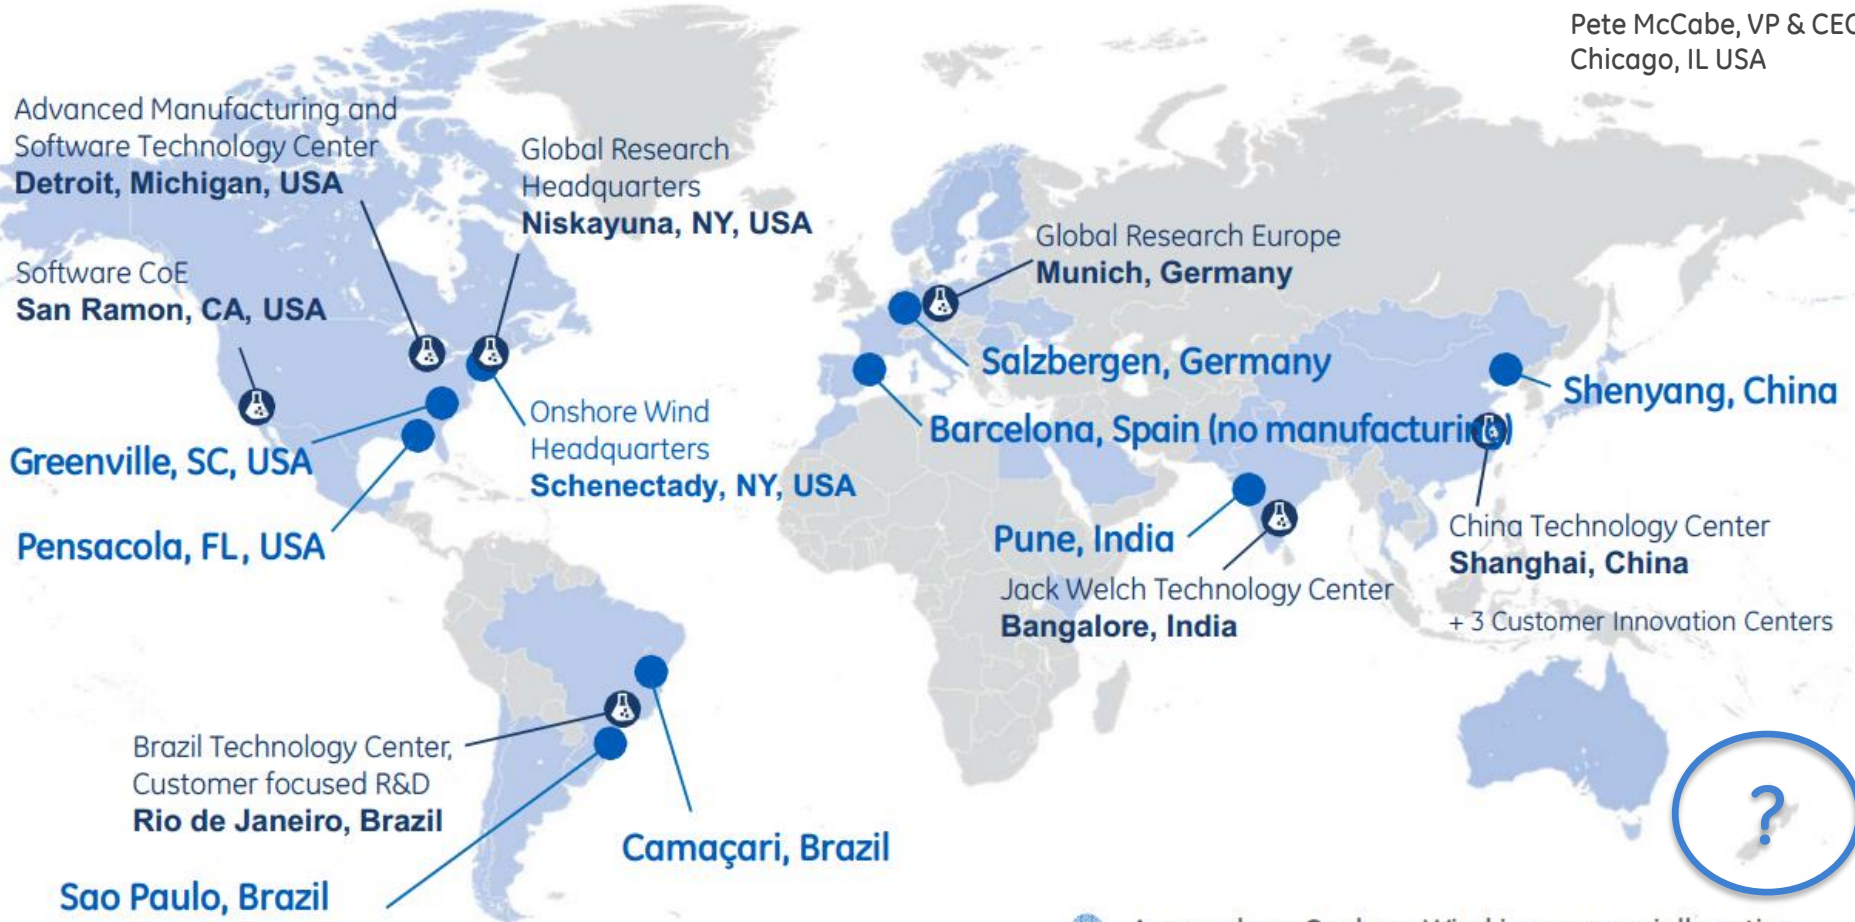 Pete McCabe, VP & CEO
Chicago, IL USA
Advanced Manufacturing and
Software Technology Center
Detroit, Michigan, USA
Global Research
Headquarters
Niskayuna, NY, USA
Software CoE
San Ramon, CA, USA
Global Research Europe
Munich, Germany
Salzbergen, Germany
Shenyang, China
Barcelona, Spain (no manufacturing)
Onshore Wind
Headquarters
Schenectady, NY, USA
Greenville, SC, USA
Pensacola, FL, USA
Pune, India
China Technology Center
Shanghai, China
Jack Welch Technology Center
Bangalore, India
+ 3 Customer Innovation Centers
Brazil Technology Center,
Customer focused R&D
Rio de Janeiro, Brazil
Camaçari, Brazil
Sao Paulo, Brazil
?